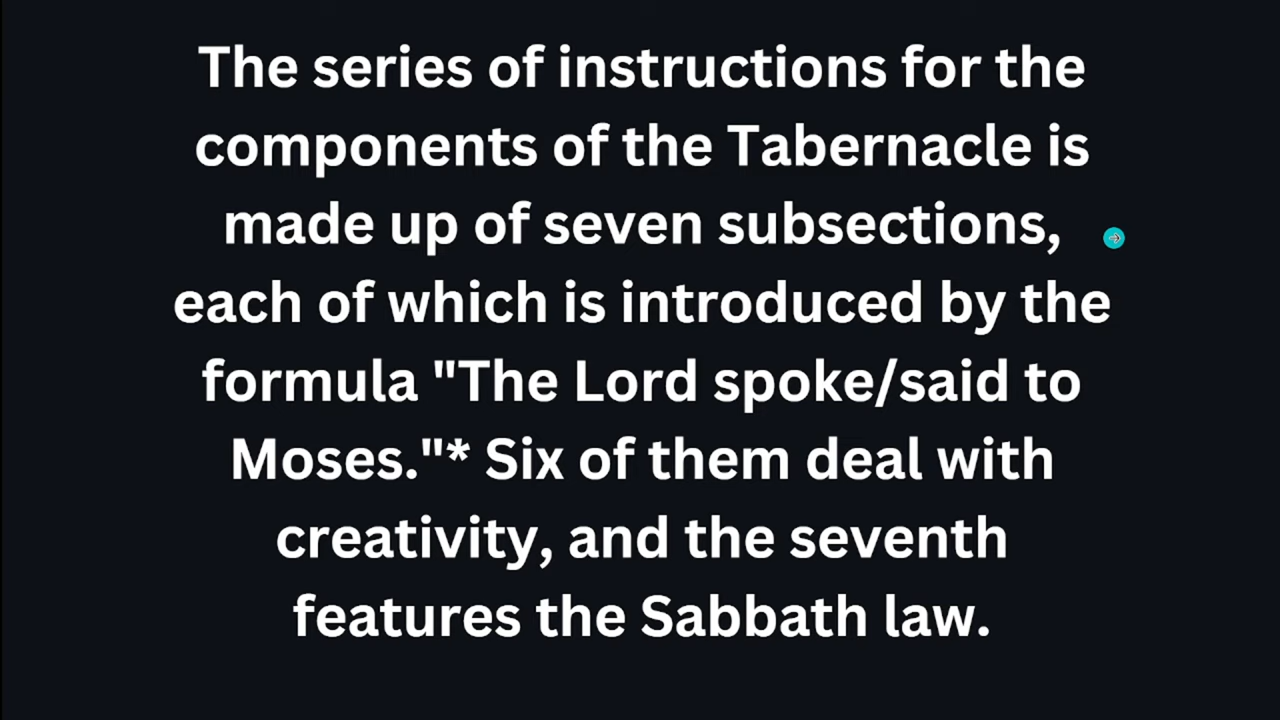 The series of instructions for the
components of the Tabernacle is
made up of seven subsections,
each of which is introduced by the
formula "The Lord spoke/said to
Moses."* Six of them deal with
creativity, and the seventh
features the Sabbath law.